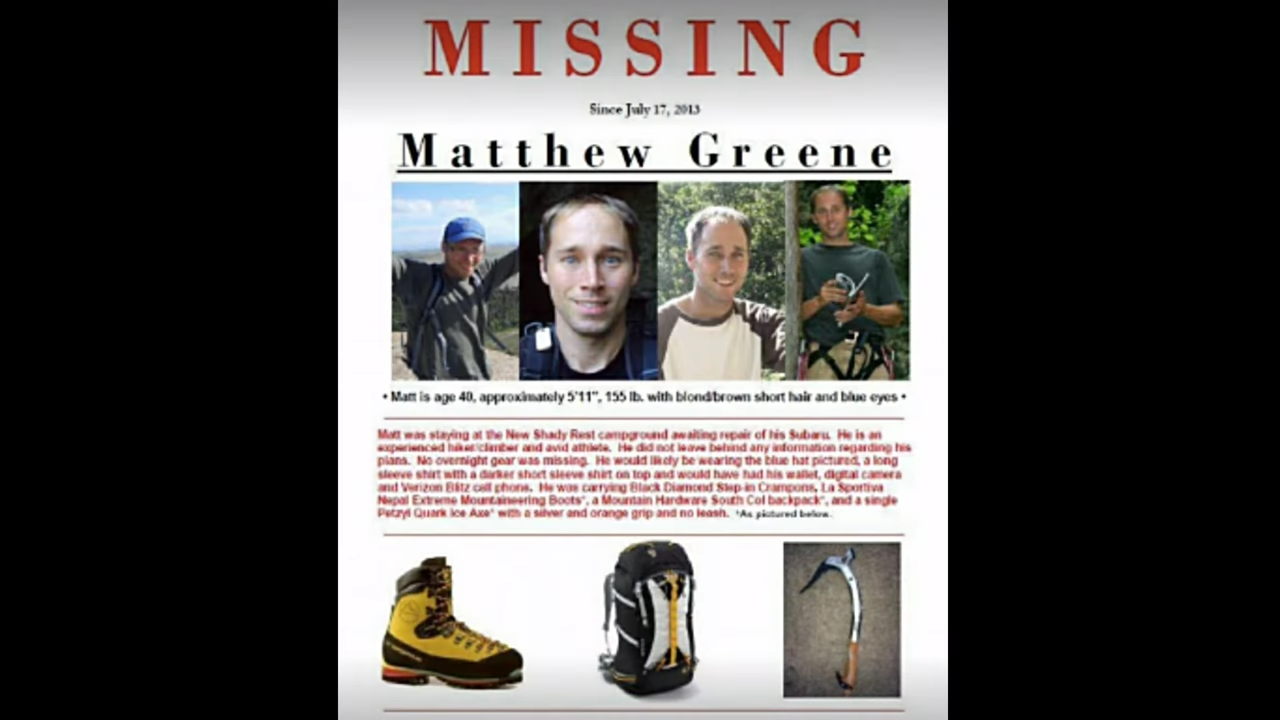 MISSING
Since July 17, 2013
Matthew Greene
• Matt is age 40, approximately 5'11", 155 lb. with blond/brown short hair and blue eyes •
Matt was staying at the New Shady Rest campground awaiting repair of his Subaru. He is an
experienced hiker/climber and avid athlete. He did not leave behind any information regarding his
plans. No overnight gear was missing. He would likely be wearing the blue hat pictured, a long
sleeve shirt with a darker short sleeve shirt on top and would have had his wallet, digital camera
and Verizon Blitz cell phone. He was carrying Black Diamond Step-in Crampons, La Sportiva
Nepal Extreme Mountaineering Boots*, a Mountain Hardware South Col backpack*, and a single
Petzyl Quark Ice Axe* with a silver and orange grip and no leash. *As pictured below.